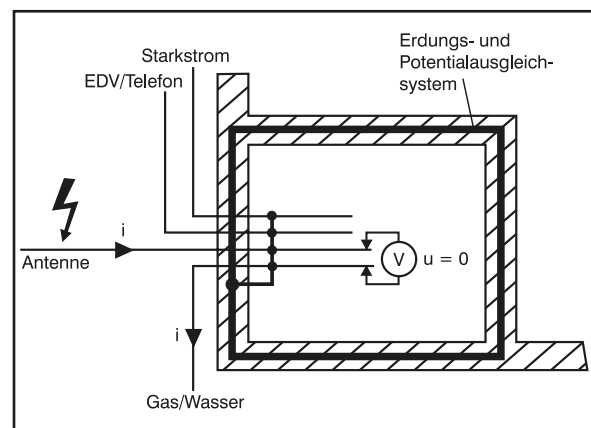 Starkstrom
EDV/Telefon
Erdungs- und
Potentialausgleich-
system
i
Antenne
V
u = 0
i
Gas/Wasser